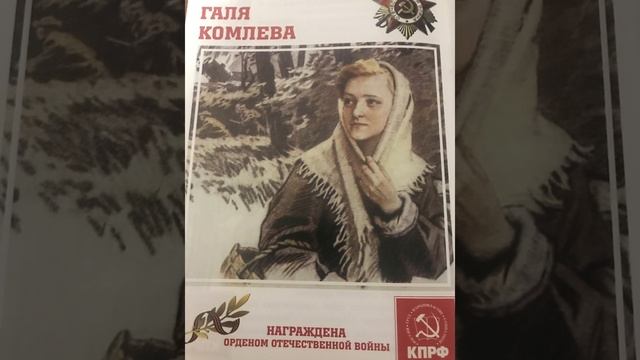 ГАЛЯ
КОМЛЕВА
НАГРАЖДЕНА
ОРДЕНОМ ОТЕЧЕСТВЕННОЙ ВОЙНЫ
КПРФ